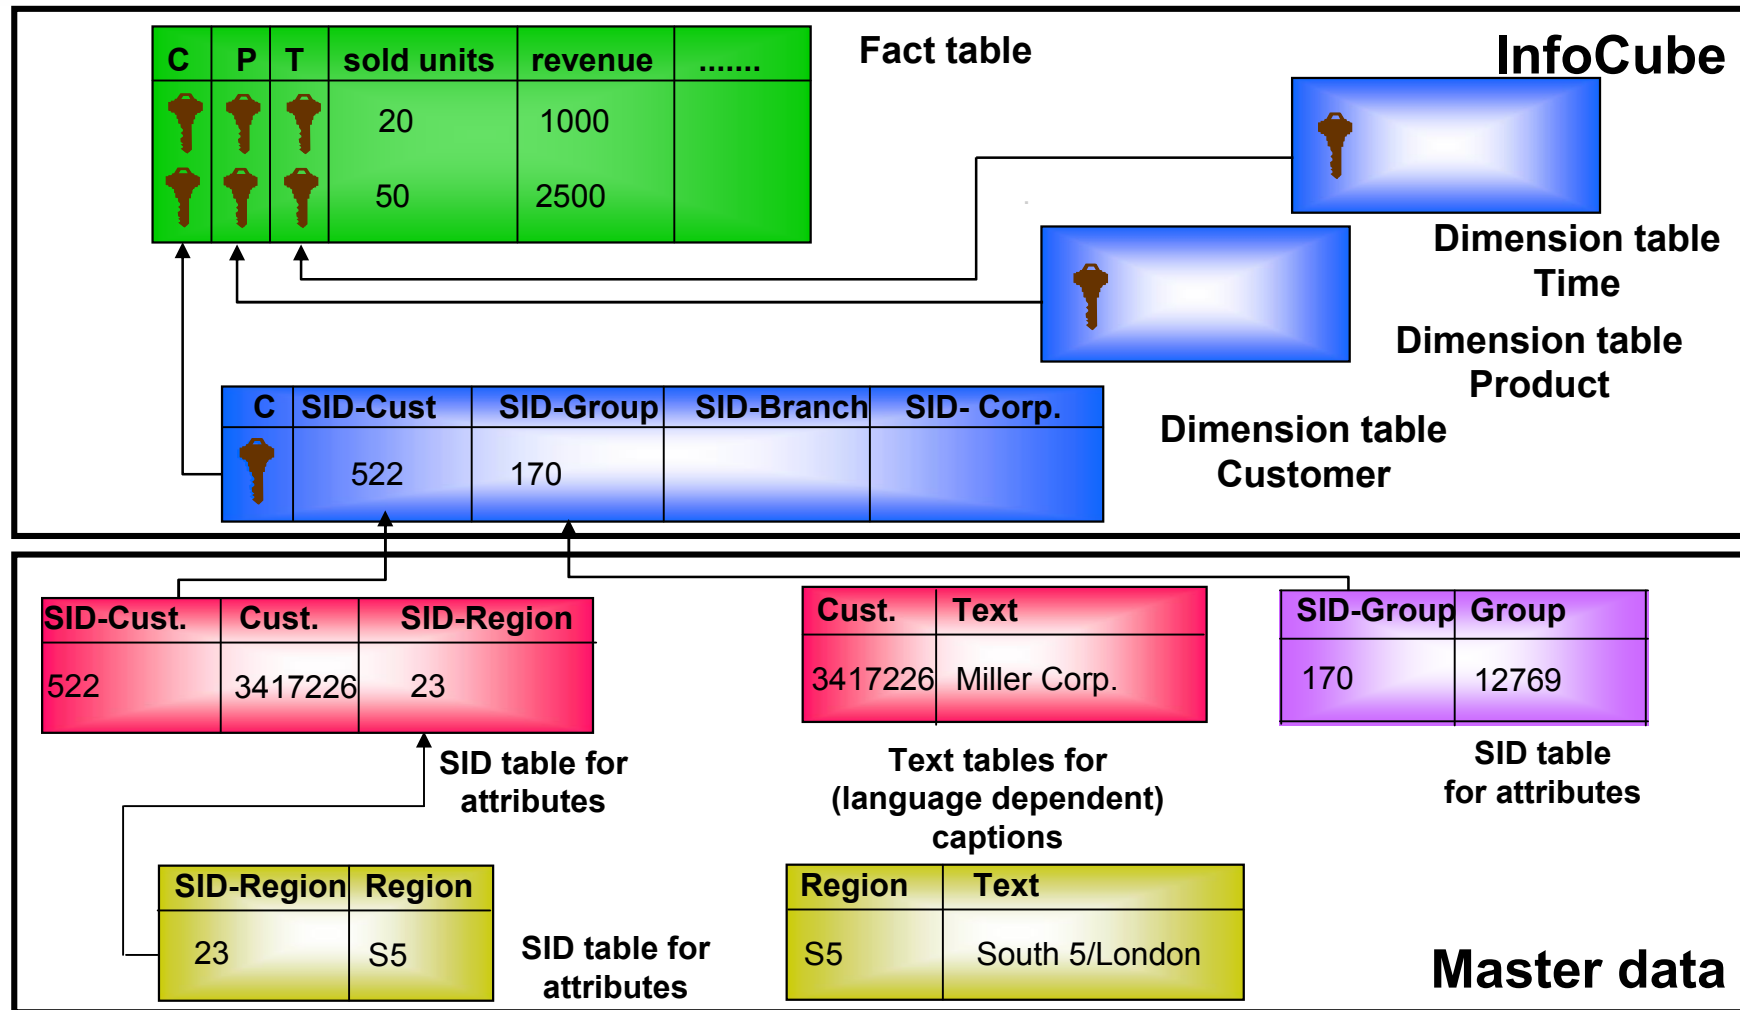 InfoCube
Fact table
C P T sold units revenue .......
20 1000
50 2500
Dimension table
Time
Dimension table
Product
C SID-Cust SID-Group SID-Branch SID- Corp.
522 170
Dimension table
Customer
SID-Cust. Cust. SID-Region
522 3417226 23
SID table for
attributes
Cust. Text
3417226 Miller Corp.
Text tables for
(language dependent)
captions
SID-Group Group
170 12769
SID table
for attributes
SID-Region Region
23 S5
SID table for
attributes
Region Text
S5 South 5/London
Master data